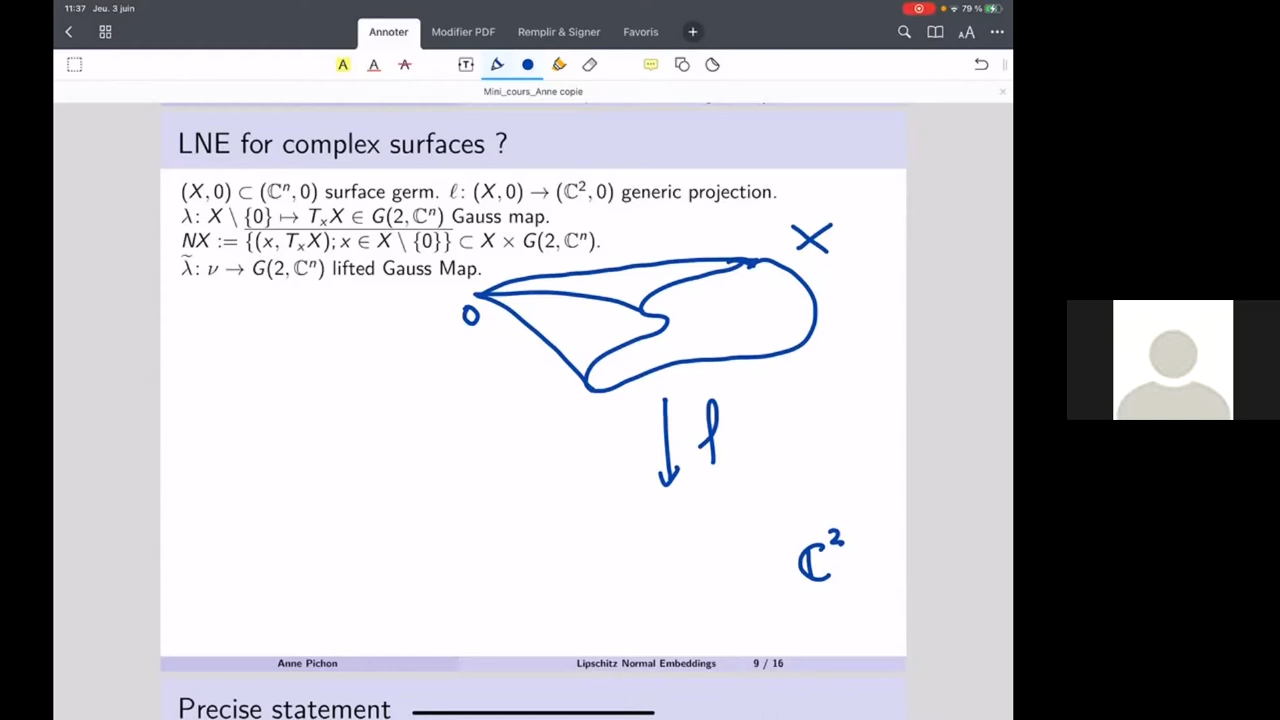 11:37 Jeu. 3 juin 79 %
Annoter Modifier PDF Remplir & Signer Favoris
Mini_cours_Anne copie
LNE for complex surfaces ?
(X, 0) ⊂ (ℂⁿ, 0) surface germ. ℓ: (X, 0) → (ℂ², 0) generic projection.
λ: X \ {0} ↦ TₓX ∈ G(2, ℂⁿ) Gauss map.
NX := {(x, TₓX); x ∈ X \ {0}} ⊂ X × G(2, ℂⁿ).
λ̃: ν → G(2, ℂⁿ) lifted Gauss Map.
X
0
ℓ
ℂ²
Anne Pichon Lipschitz Normal Embeddings 9 / 16
Precise statement